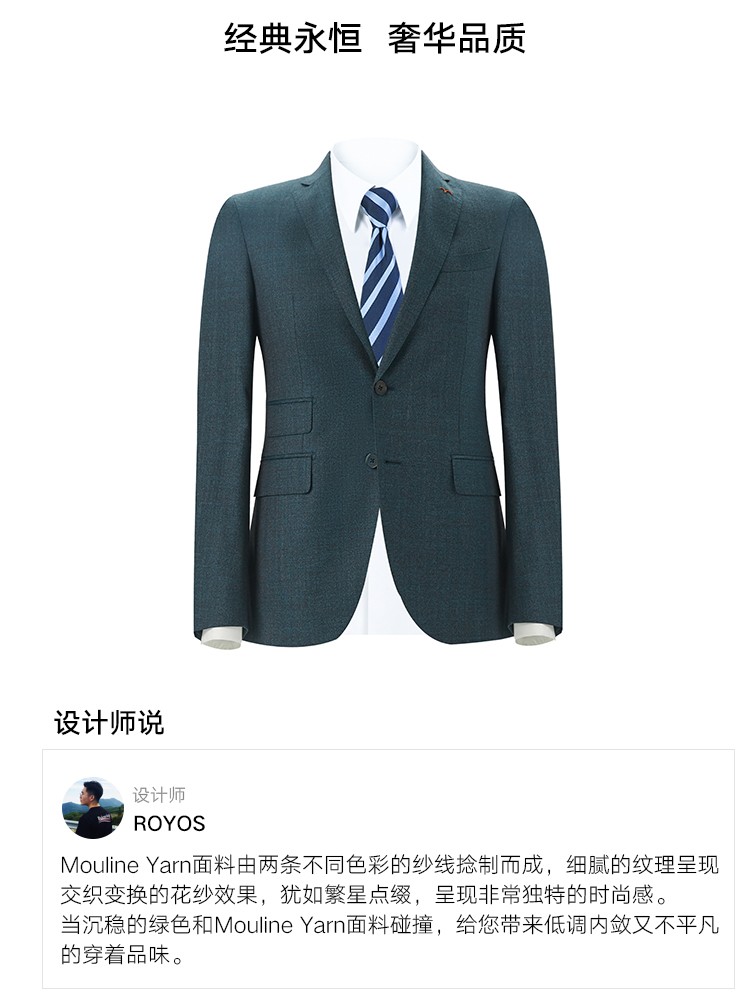 经典永恒 奢华品质
设计师说
设计师
ROYOS
Mouline Yarn面料由两条不同色彩的纱线捻制而成，细腻的纹理呈现
交织变换的花纱效果，犹如繁星点缀，呈现非常独特的时尚感。
当沉稳的绿色和Mouline Yarn面料碰撞，给您带来低调内敛又不平凡
的穿着品味。